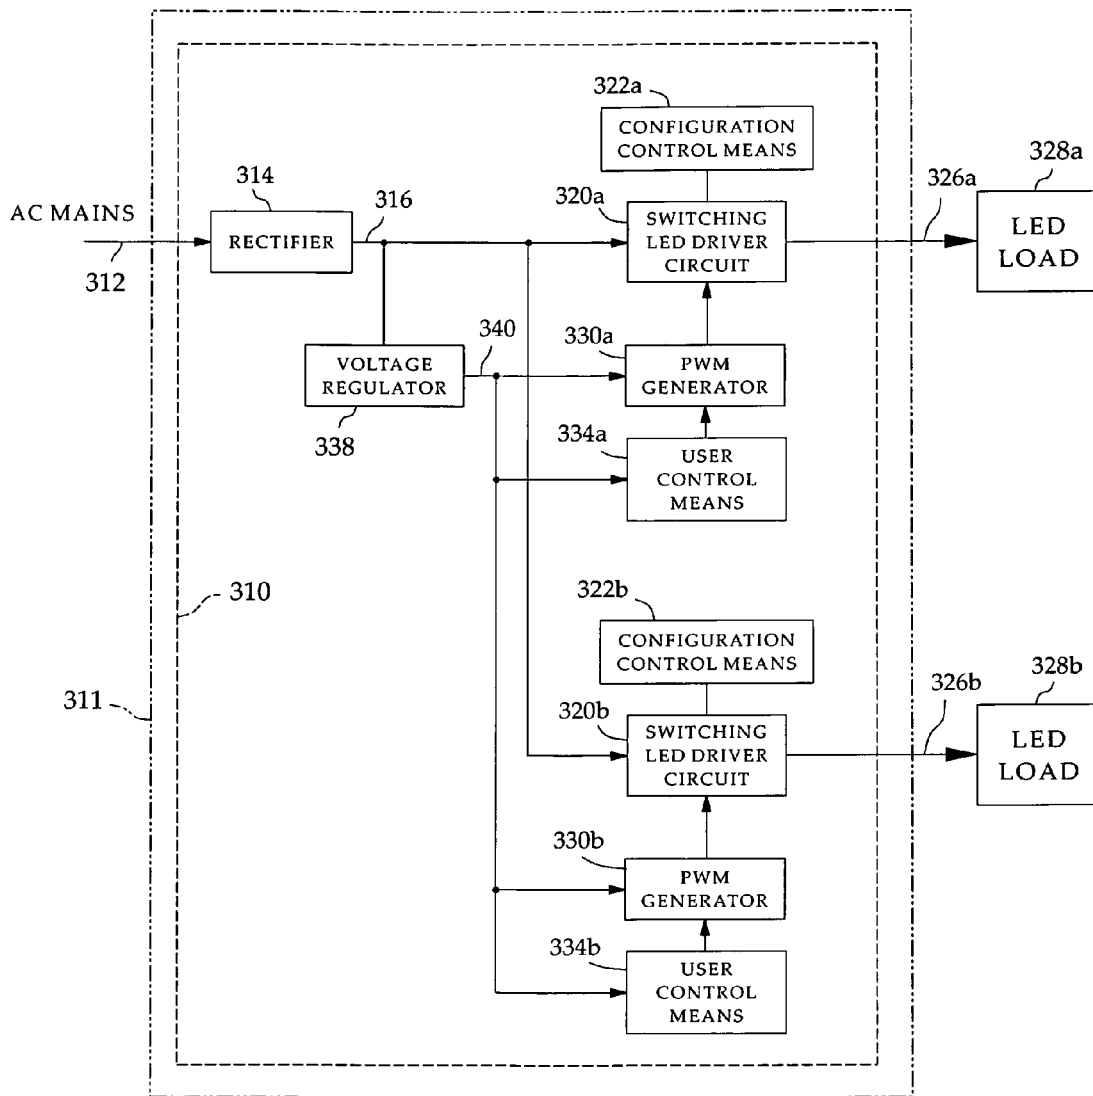 322a
CONFIGURATION
CONTROL MEANS
328a
314
320a
326a
AC MAINS
316
RECTIFIER
SWITCHING
LED DRIVER
CIRCUIT
LED
LOAD
312
340
330a
VOLTAGE
REGULATOR
PWM
GENERATOR
338
334a
USER
CONTROL
MEANS
310
322b
CONFIGURATION
CONTROL MEANS
328b
311
320b
326b
SWITCHING
LED DRIVER
CIRCUIT
LED
LOAD
330b
PWM
GENERATOR
334b
USER
CONTROL
MEANS